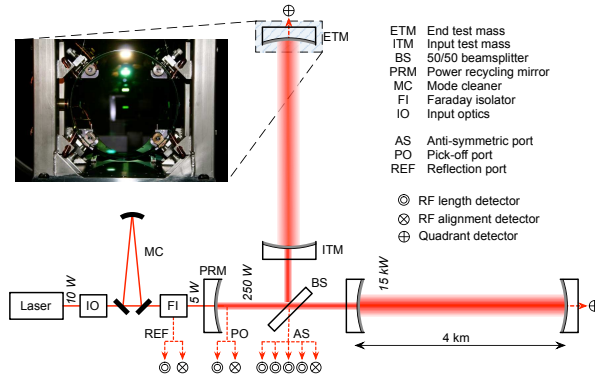 ETM
ETM End test mass
ITM Input test mass
BS 50/50 beamsplitter
PRM Power recycling mirror
MC Mode cleaner
FI Faraday isolator
IO Input optics
AS Anti-symmetric port
PO Pick-off port
REF Reflection port
RF length detector
RF alignment detector
Quadrant detector
MC
ITM
PRM
BS
10 W
5 W
250 W
15 kW
Laser
IO
FI
REF
PO
AS
4 km